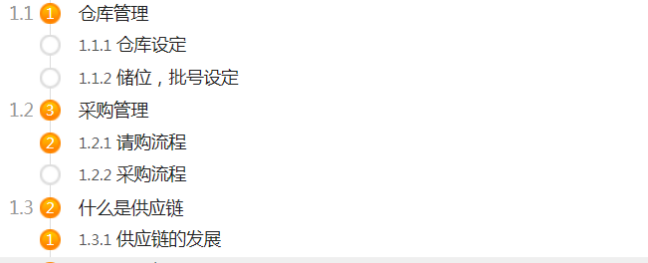 1.1 1 仓库管理
1.1.1 仓库设定
1.1.2 储位，批号设定
1.2 3 采购管理
2 1.2.1 请购流程
1.2.2 采购流程
1.3 2 什么是供应链
1 1.3.1 供应链的发展